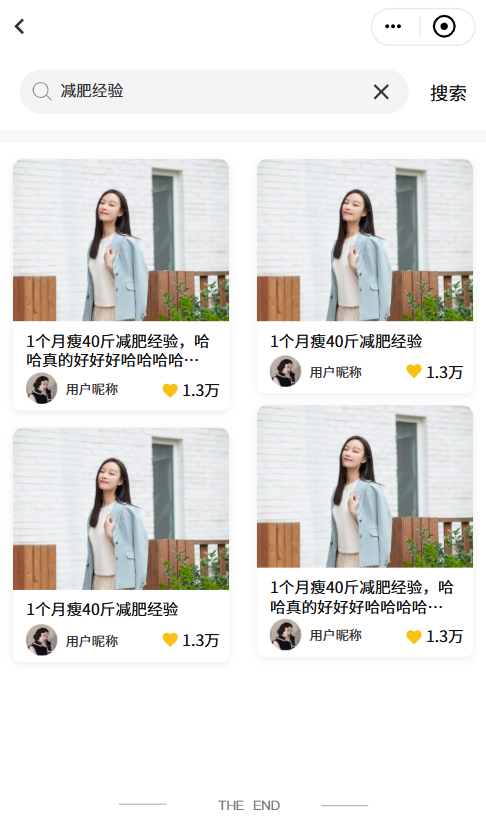 减肥经验
搜索
1个月瘦40斤减肥经验，哈
哈真的好好好哈哈哈哈…
用户昵称
1.3万
1个月瘦40斤减肥经验
用户昵称
1.3万
1个月瘦40斤减肥经验
用户昵称
1.3万
1个月瘦40斤减肥经验，哈
哈真的好好好哈哈哈哈…
用户昵称
1.3万
THE END